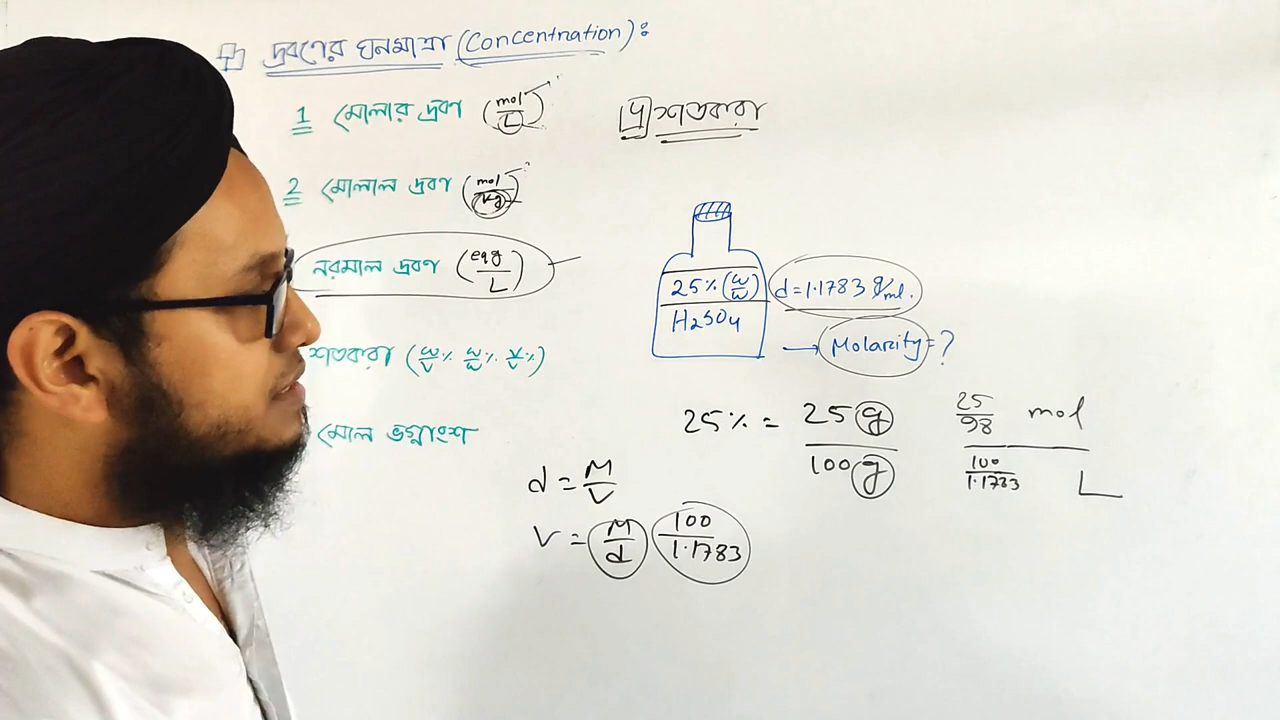 দ্রবণের ঘনমাত্রা (Concentration):
1 মোলার দ্রবণ (mol/L)
2 মোলাল দ্রবণ (mol/kg)
নরমাল দ্রবণ (eqg/L)
শতকরা (w/v% w/w% v/v%)
মোল ভগ্নাংশ
4 শতকরা
25% (w/w)
H₂SO₄
d = 1.1783 g/ml.
→ Molarity = ?
25% = 25 g / 100 g
25/98 mol
100/1.1783 L
d = M/V
V = M/d 100/1.1783